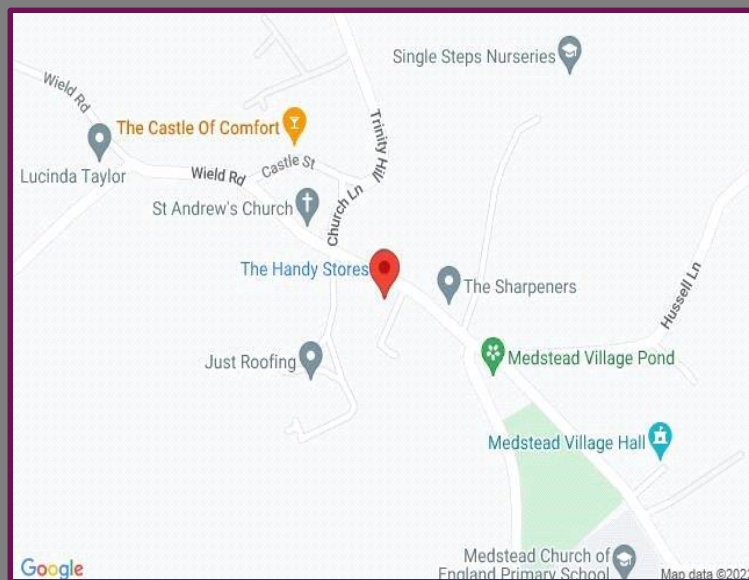 Single Steps Nurseries
Wield Rd
The Castle Of Comfort
Trinity Hill
Lucinda Taylor
Wield Rd
Castle St
St Andrew's Church
Church Ln
The Handy Stores
The Sharpeners
Hussell Ln
Just Roofing
Medstead Village Pond
Medstead Village Hall
Medstead Church of
England Primary School
Google
Map data ©2022